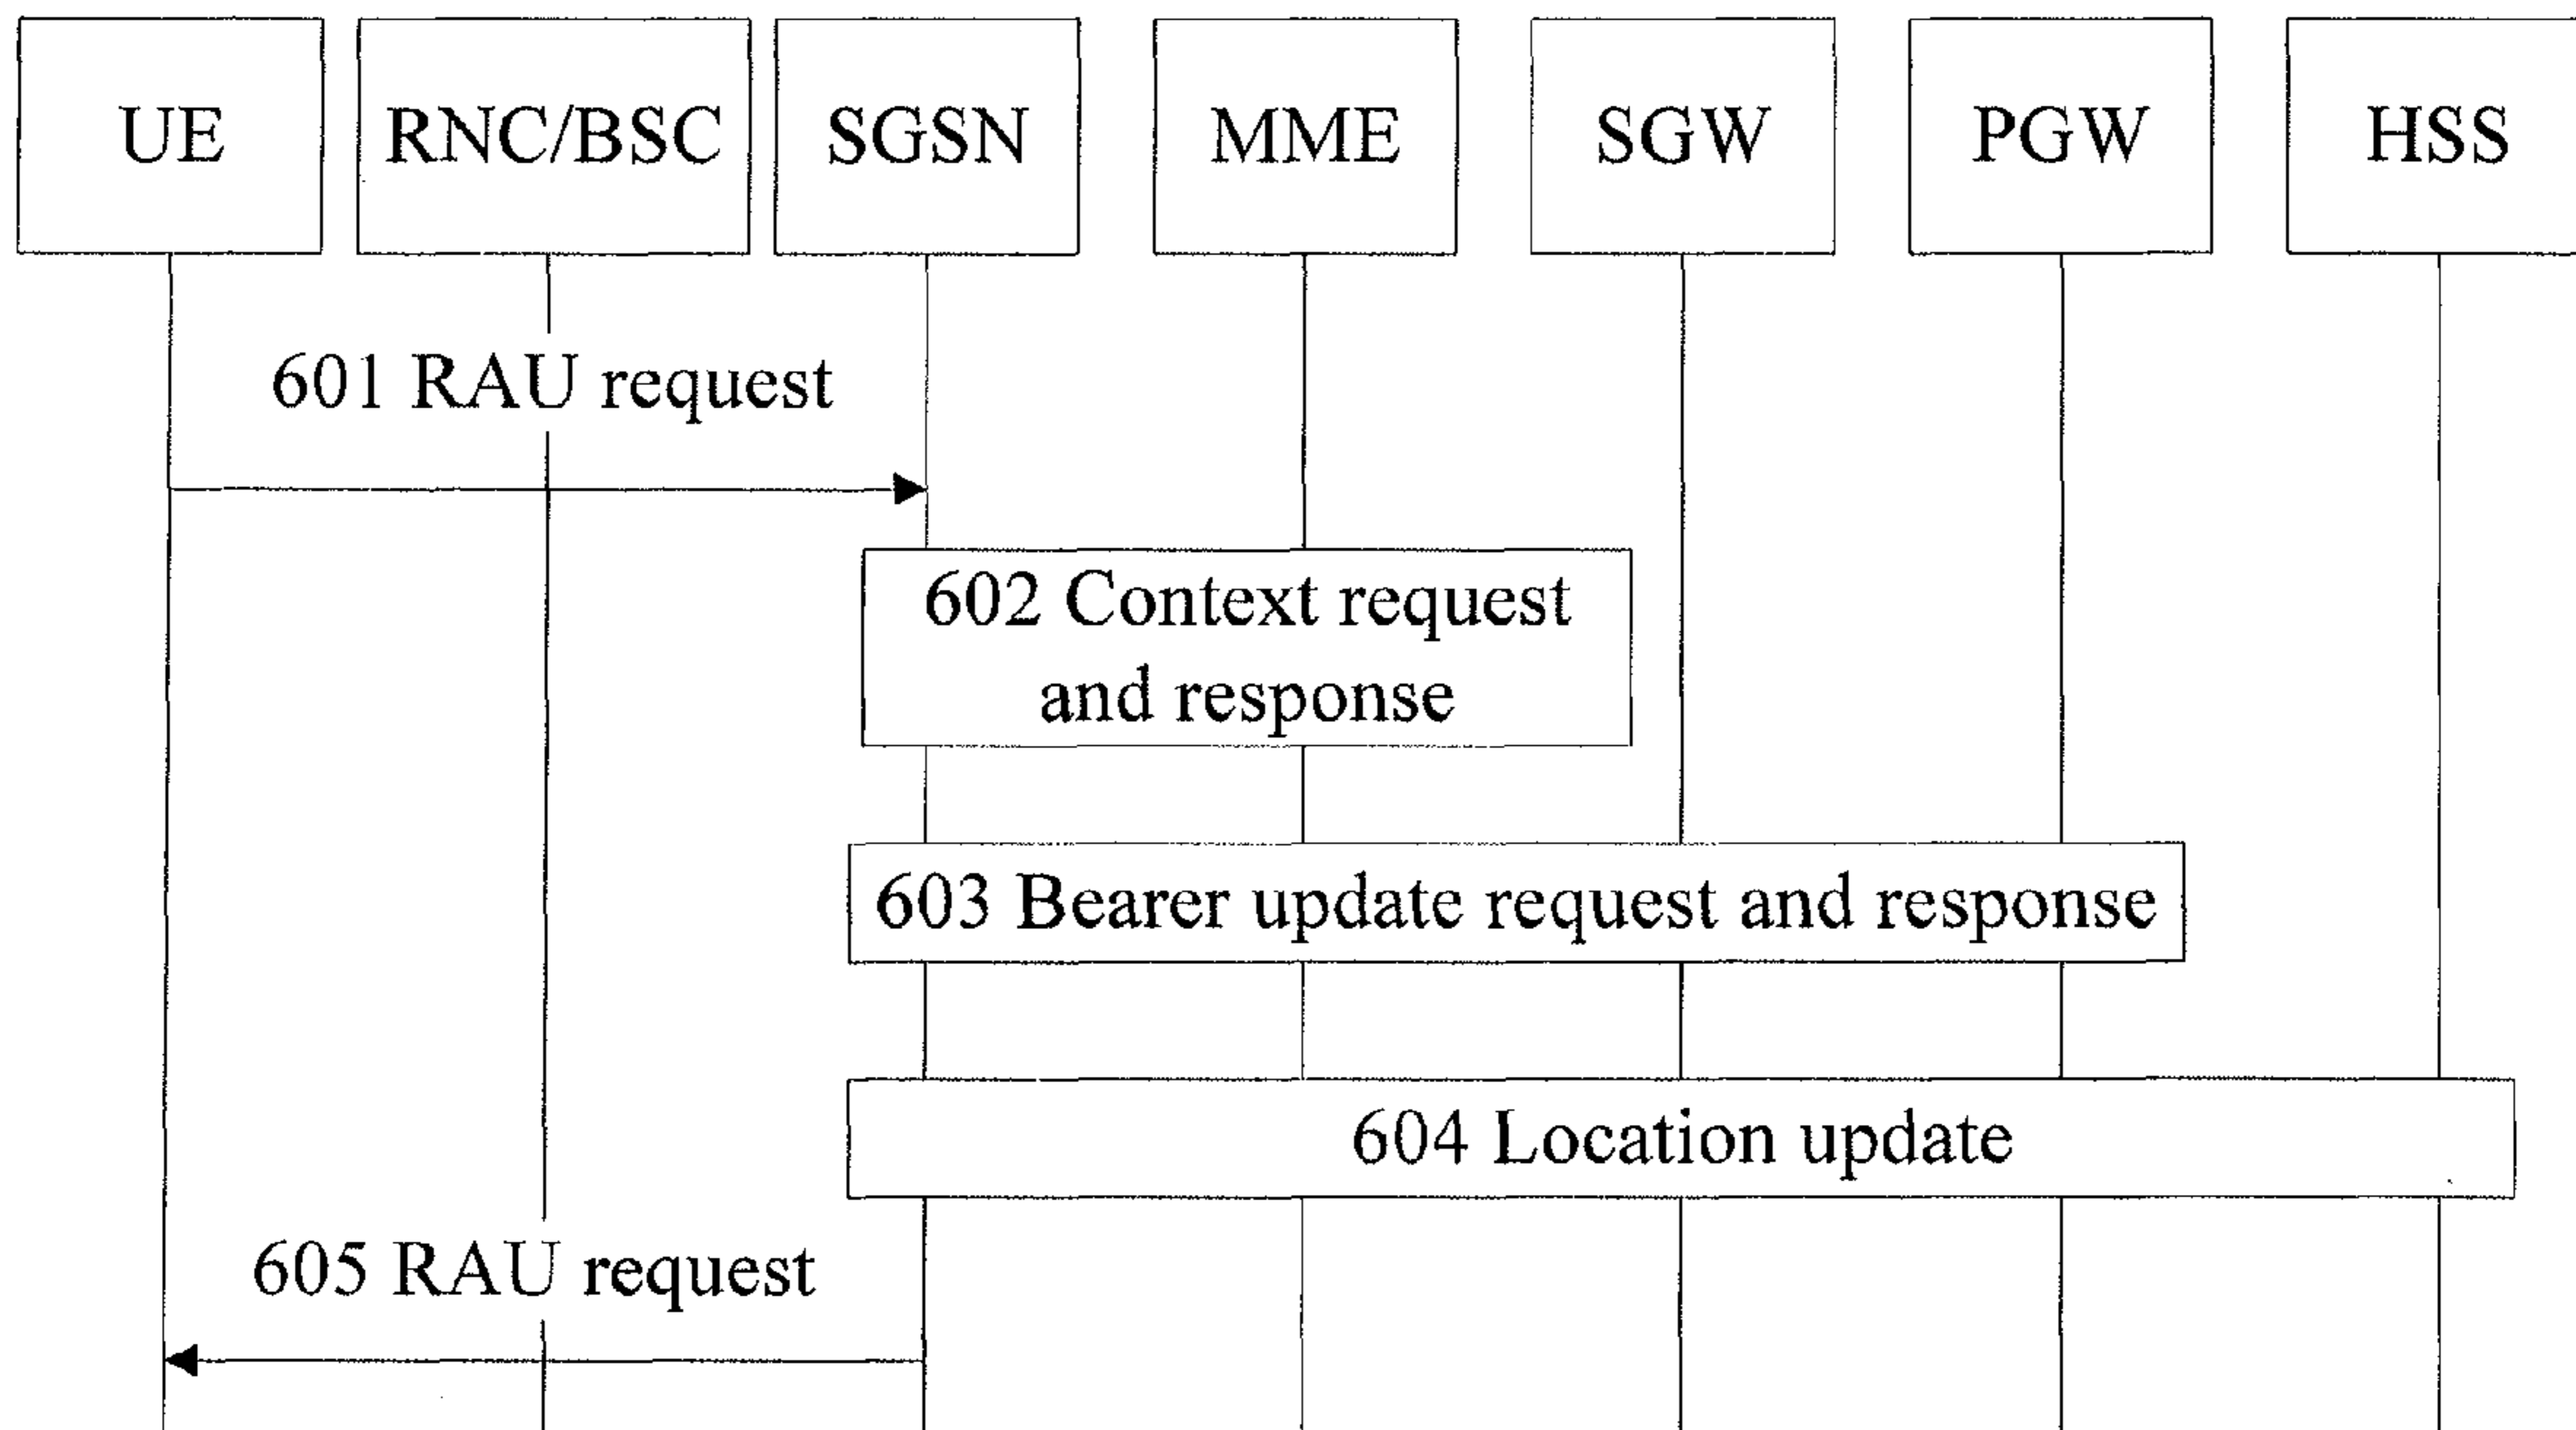 UE
RNC/BSC
SGSN
MME
SGW
PGW
HSS
601 RAU request
602 Context request
and response
603 Bearer update request and response
604 Location update
605 RAU request